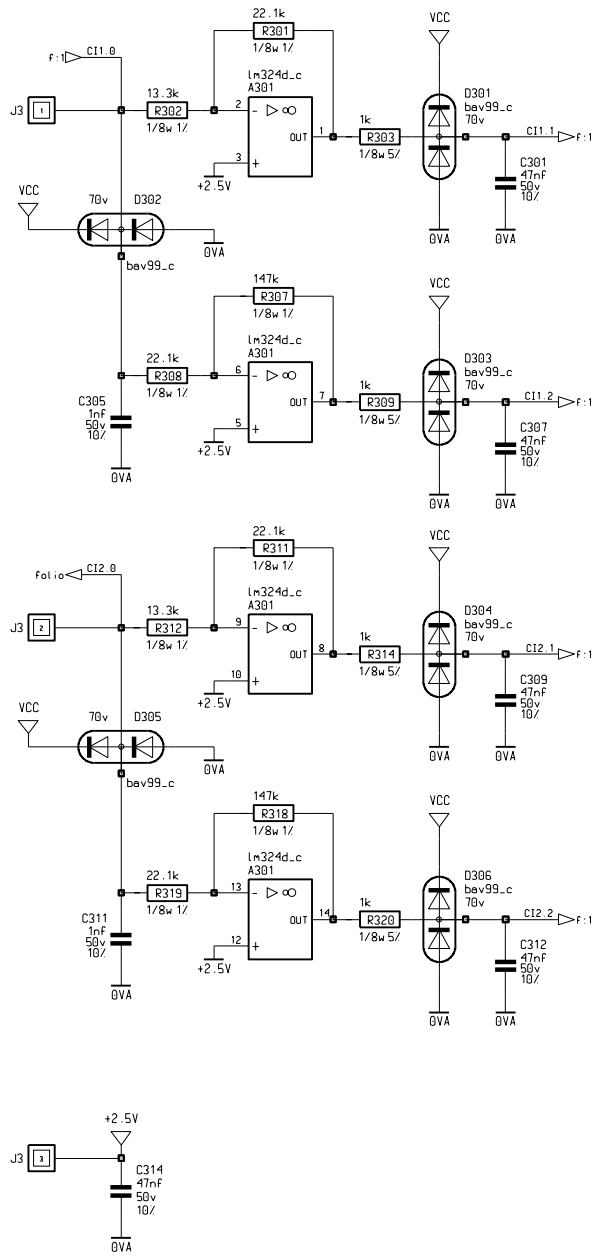 22.1k
R301
1/8w 1%
VCC
f:1 CI1.0
lm324d_c
A301
D301
bav99_c
70v
J3 1
13.3k
R302
1/8w 1%
2 - ▷ ∞
OUT 1
3 +
+2.5V
1k
R303
1/8w 5%
CI1.1 f:1
C301
47nf
50v
10%
0VA
0VA
VCC
70v D302
0VA
bav99_c
147k
R307
1/8w 1%
VCC
lm324d_c
A301
D303
bav99_c
70v
22.1k
R308
1/8w 1%
6 - ▷ ∞
OUT 7
5 +
+2.5V
1k
R309
1/8w 5%
CI1.2 f:1
C305
1nf
50v
10%
0VA
C307
47nf
50v
10%
0VA
0VA
22.1k
R311
1/8w 1%
VCC
folio CI2.0
lm324d_c
A301
D304
bav99_c
70v
J3 2
13.3k
R312
1/8w 1%
9 - ▷ ∞
OUT 8
10 +
+2.5V
1k
R314
1/8w 5%
CI2.1 f:1
C309
47nf
50v
10%
0VA
0VA
VCC
70v D305
0VA
bav99_c
147k
R318
1/8w 1%
VCC
lm324d_c
A301
D306
bav99_c
70v
22.1k
R319
1/8w 1%
13 - ▷ ∞
OUT 14
12 +
+2.5V
1k
R320
1/8w 5%
CI2.2 f:1
C311
1nf
50v
10%
0VA
C312
47nf
50v
10%
0VA
0VA
+2.5V
J3 3
C314
47nf
50v
10%
0VA